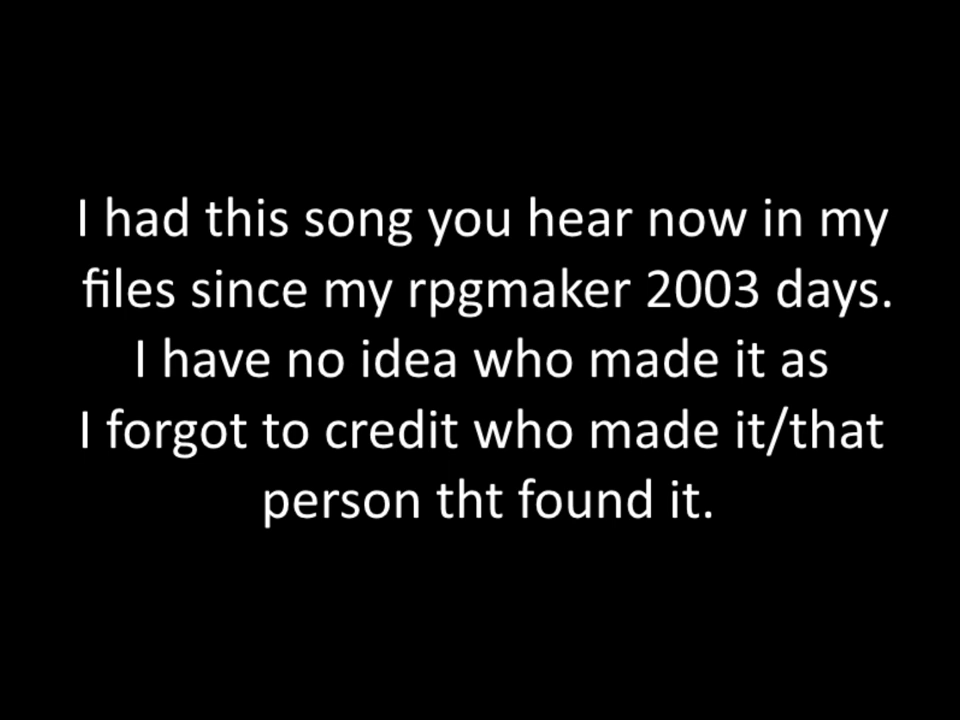 I had this song you hear now in my
files since my rpgmaker 2003 days.
I have no idea who made it as
I forgot to credit who made it/that
person tht found it.